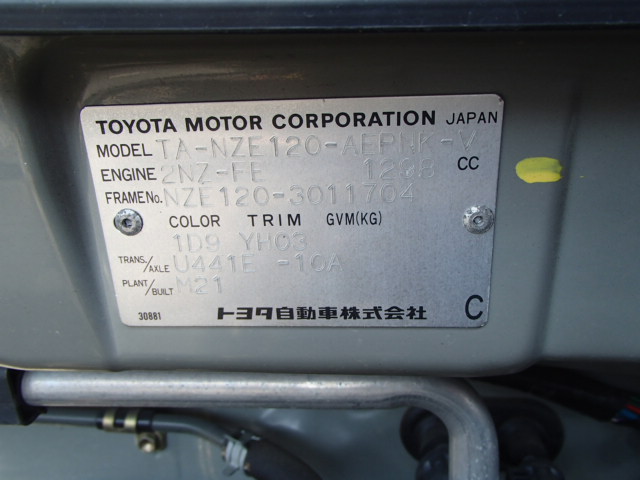 TOYOTA MOTOR CORPORATION JAPAN
MODEL TA-NZE120-AEPNK-V
ENGINE 2NZ-FE 1298 CC
FRAME No. NZE120-3011704
COLOR TRIM GVM(KG)
1D9 YH03
TRANS./AXLE U441E -10A
PLANT/BUILT M21
30881 トヨタ自動車株式会社 C